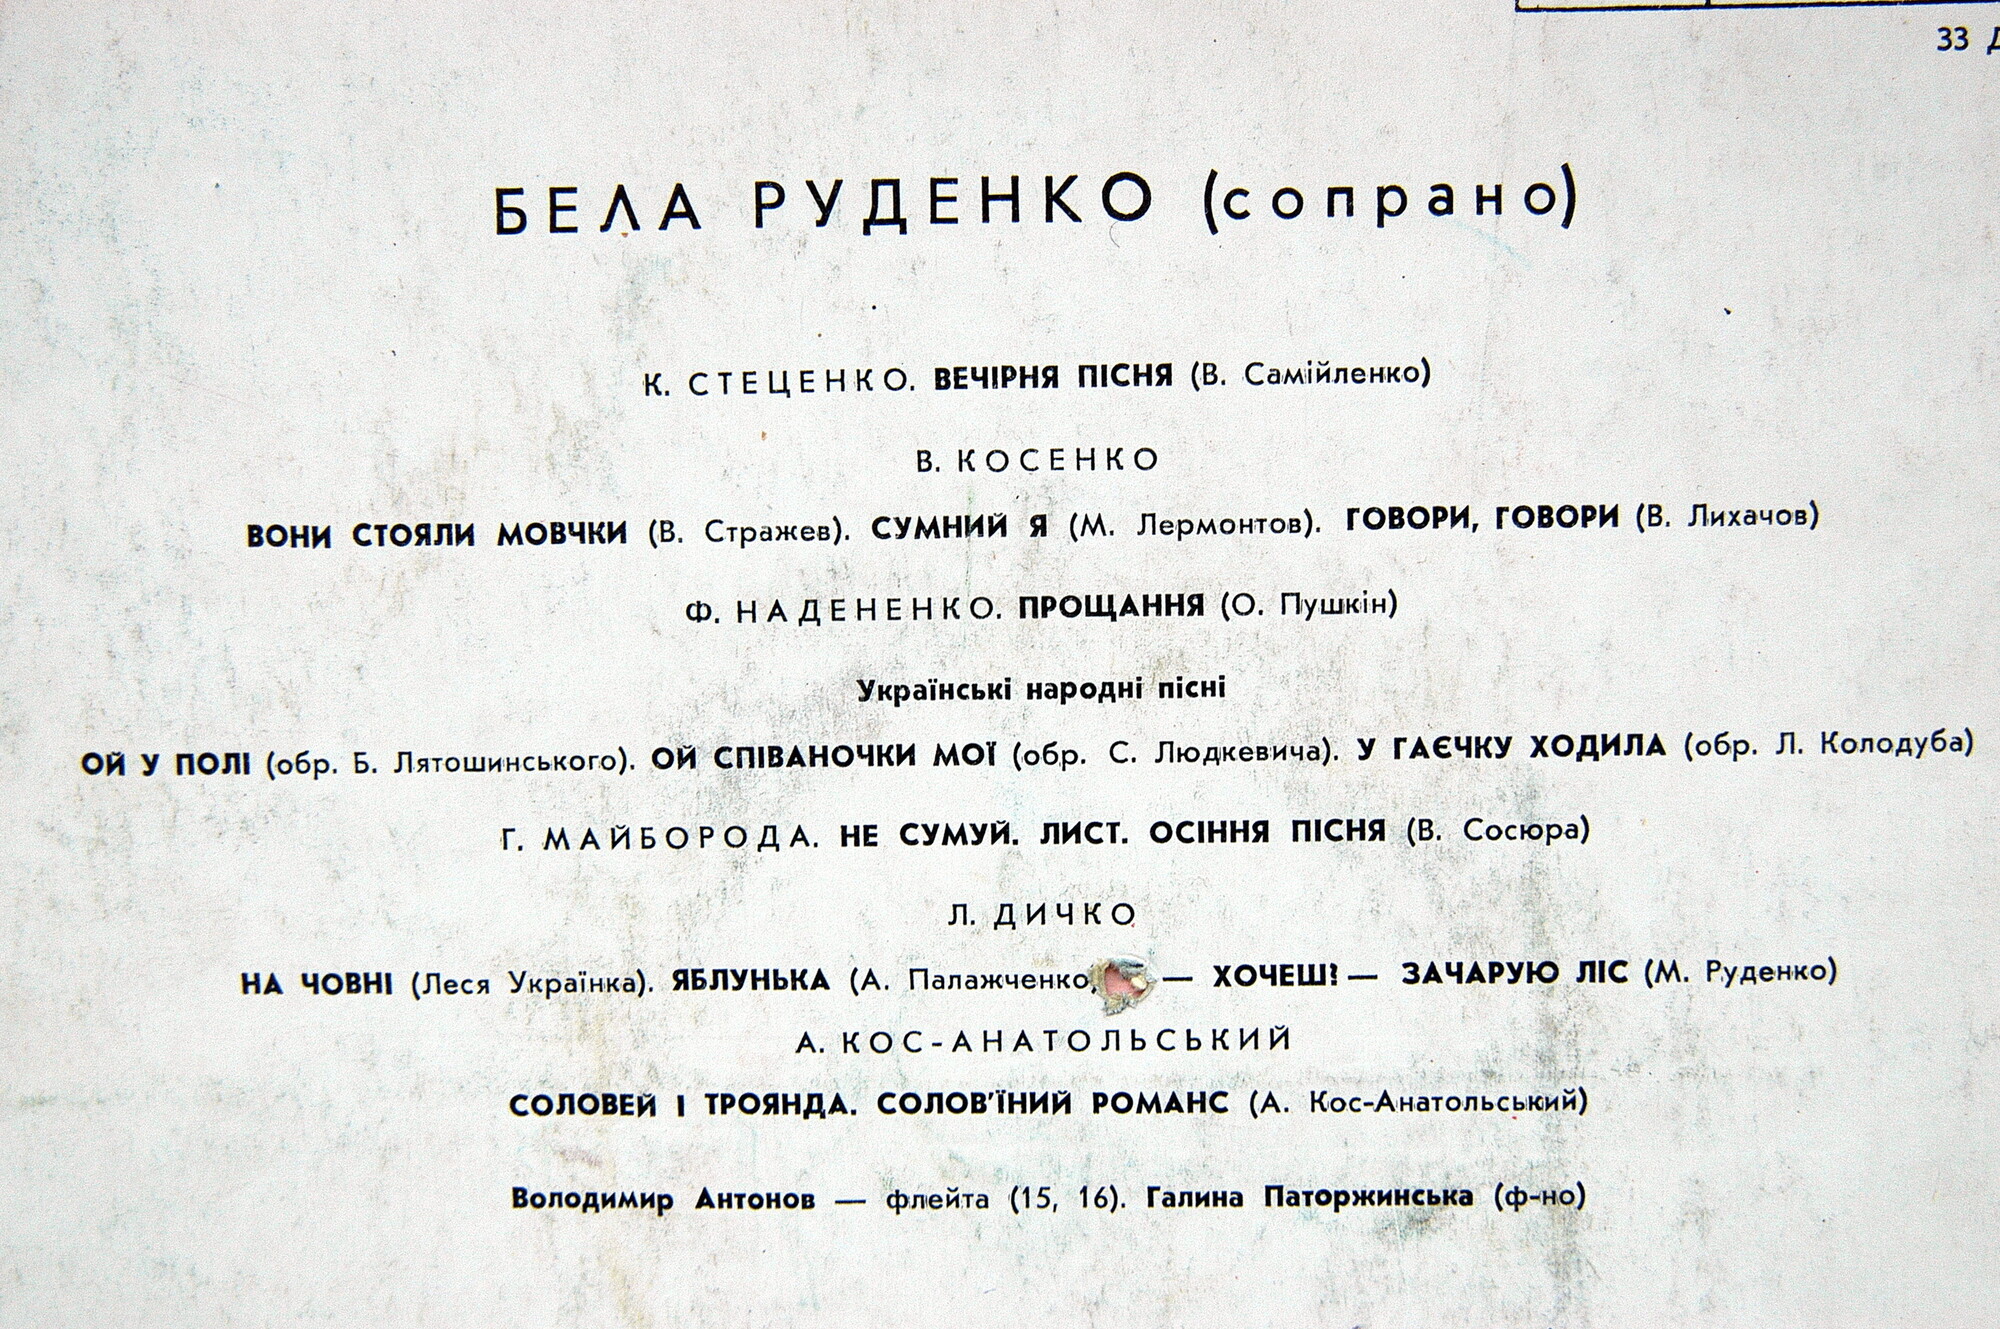 33 Д
БЕЛА РУДЕНКО (сопрано)
К. СТЕЦЕНКО. ВЕЧІРНЯ ПІСНЯ (В. Самійленко)
В. КОСЕНКО
ВОНИ СТОЯЛИ МОВЧКИ (В. Стражев). СУМНИЙ Я (М. Лермонтов). ГОВОРИ, ГОВОРИ (В. Лихачов)
Ф. НАДЕНЕНКО. ПРОЩАННЯ (О. Пушкін)
Українські народні пісні
ОЙ У ПОЛІ (обр. Б. Лятошинського). ОЙ СПІВАНОЧКИ МОЇ (обр. С. Людкевича). У ГАЄЧКУ ХОДИЛА (обр. Л. Колодуба)
Г. МАЙБОРОДА. НЕ СУМУЙ. ЛИСТ. ОСІННЯ ПІСНЯ (В. Сосюра)
Л. ДИЧКО
НА ЧОВНІ (Леся Українка). ЯБЛУНЬКА (А. Палажченко, — ХОЧЕШ? — ЗАЧАРУЮ ЛІС (М. Руденко)
А. КОС-АНАТОЛЬСЬКИЙ
СОЛОВЕЙ І ТРОЯНДА. СОЛОВ'ЇНИЙ РОМАНС (А. Кос-Анатольський)
Володимир Антонов — флейта (15, 16). Галина Паторжинська (ф-но)